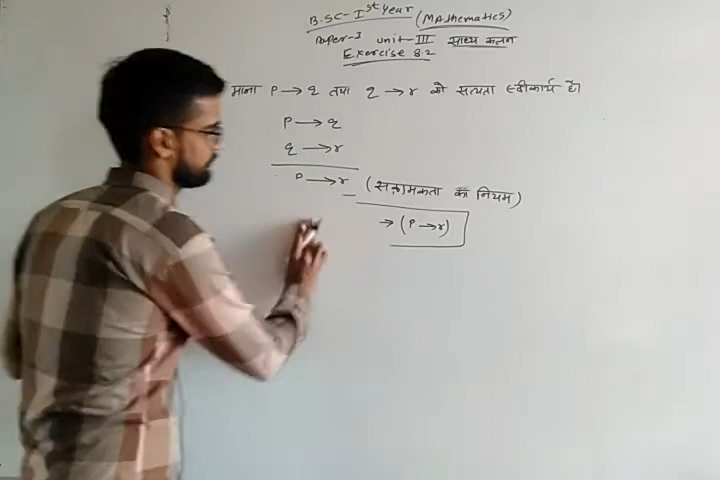 B.SC- Ist Year (MAthematics)
Paper-I Unit-III साध्य कलन
Exercise 8.2
माना P → q तथा q → r की सत्यता स्वीकार्य है।
P → q
q → r
P → r (संक्रामकता का नियम)
→ (P → r)